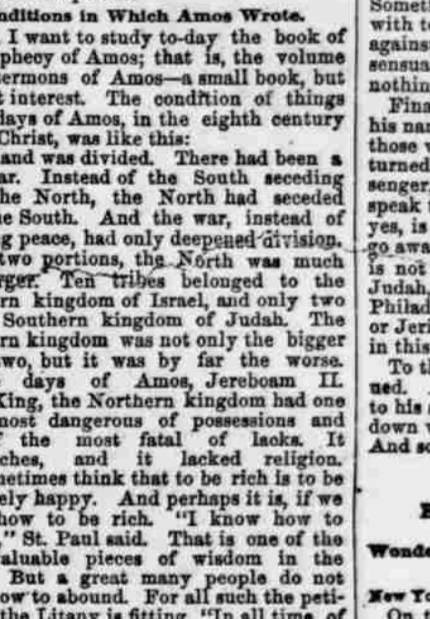 nditions in Which Amos Wrote.
I want to study to-day the book of
phecy of Amos; that is, the volume
ermons of Amos—a small book, but
t interest. The condition of things
days of Amos, in the eighth century
Christ, was like this:
and was divided. There had been a
ar. Instead of the South seceding
he North, the North had seceded
e South. And the war, instead of
g peace, had only deepened division.
two portions, the North was much
rger. Ten tribes belonged to the
rn kingdom of Israel, and only two
Southern kingdom of Judah. The
rn kingdom was not only the bigger
two, but it was by far the worse.
days of Amos, Jereboam II.
King, the Northern kingdom had one
most dangerous of possessions and
f the most fatal of lacks. It
ches, and it lacked religion.
metimes think that to be rich is to be
ely happy. And perhaps it is, if we
how to be rich. "I know how to
," St. Paul said. That is one of the
aluable pieces of wisdom in the
But a great many people do not
ow to abound. For all such the peti-
the Litany is fitting, "In all time of
Someti
with to
against
sensua
nothin
Fina
his nar
those w
turned
senger,
speak t
yes, is
go awa
is not
Judah,
Philad
or Jeri
in this
To th
ned.
to his
down v
And so
Wonde
New Yo
On t